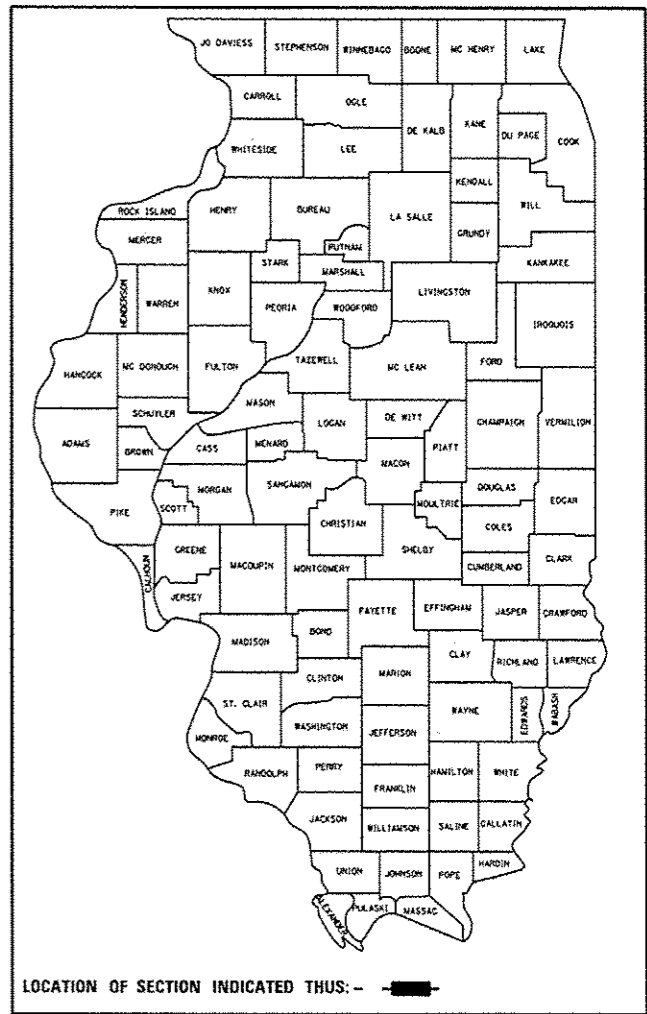 JO DAVIESS STEPHENSON WINNEBAGO BOONE MC HENRY LAKE
CARROLL OGLE DE KALB KANE DU PAGE COOK
WHITESIDE LEE
KENDALL WILL
ROCK ISLAND HENRY BUREAU LA SALLE GRUNDY
MERCER PUTNAM
STARK MARSHALL KANKAKEE
HENDERSON WARREN KNOX PEORIA WOODFORD LIVINGSTON IROQUOIS
HANCOCK MC DONOUGH FULTON TAZEWELL MC LEAN FORD
MASON
SCHUYLER LOGAN DE WITT CHAMPAIGN VERMILION
ADAMS BROWN CASS MENARD PIATT
MACON
MORGAN SANGAMON DOUGLAS EDGAR
PIKE SCOTT CHRISTIAN MOULTRIE
COLES
GREENE MACOUPIN MONTGOMERY SHELBY CLARK
CALHOUN CUMBERLAND
JERSEY FAYETTE EFFINGHAM JASPER CRAWFORD
MADISON BOND
CLAY RICHLAND LAWRENCE
CLINTON MARION
ST. CLAIR WAYNE EDWARDS WABASH
MONROE WASHINGTON JEFFERSON
RANDOLPH PERRY HAMILTON WHITE
FRANKLIN
JACKSON WILLIAMSON SALINE GALLATIN
UNION JOHNSON POPE HARDIN
ALEXANDER PULASKI MASSAC
LOCATION OF SECTION INDICATED THUS: -